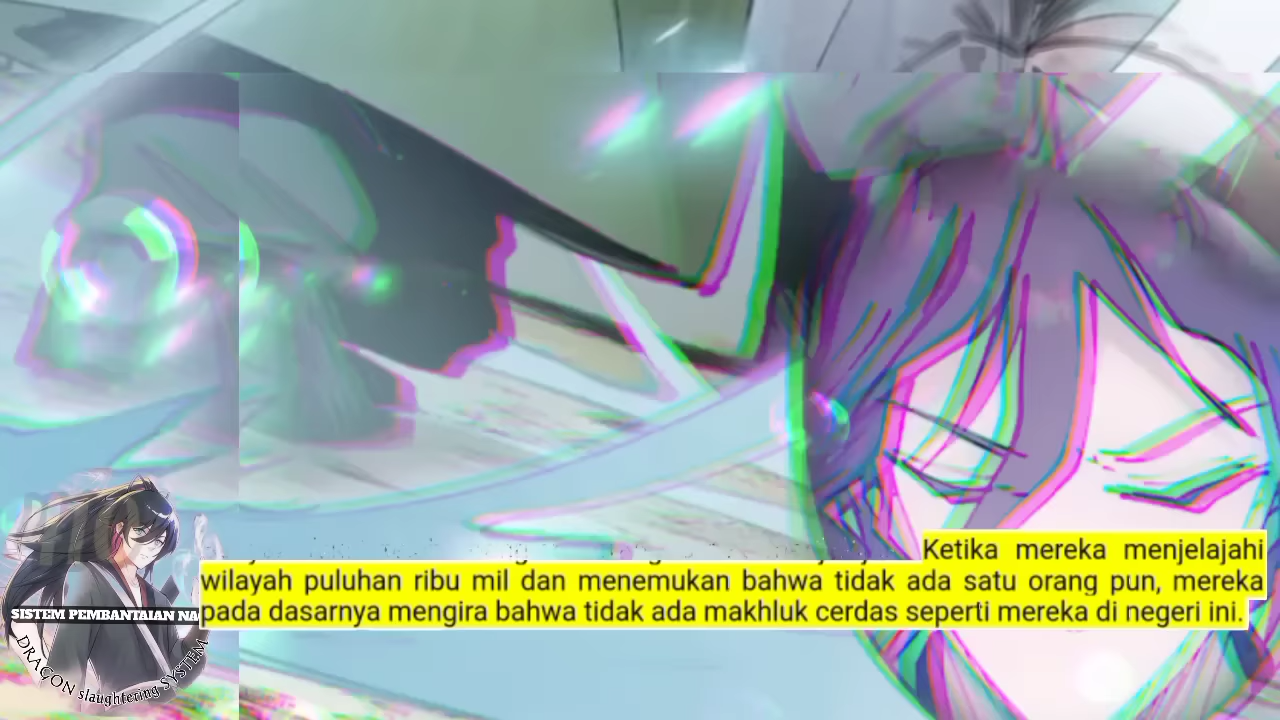 Ketika mereka menjelajahi
wilayah puluhan ribu mil dan menemukan bahwa tidak ada satu orang pun, mereka
pada dasarnya mengira bahwa tidak ada makhluk cerdas seperti mereka di negeri ini.
SISTEM PEMBANTAIAN NA
DRAGON slaughtering SYSTEM